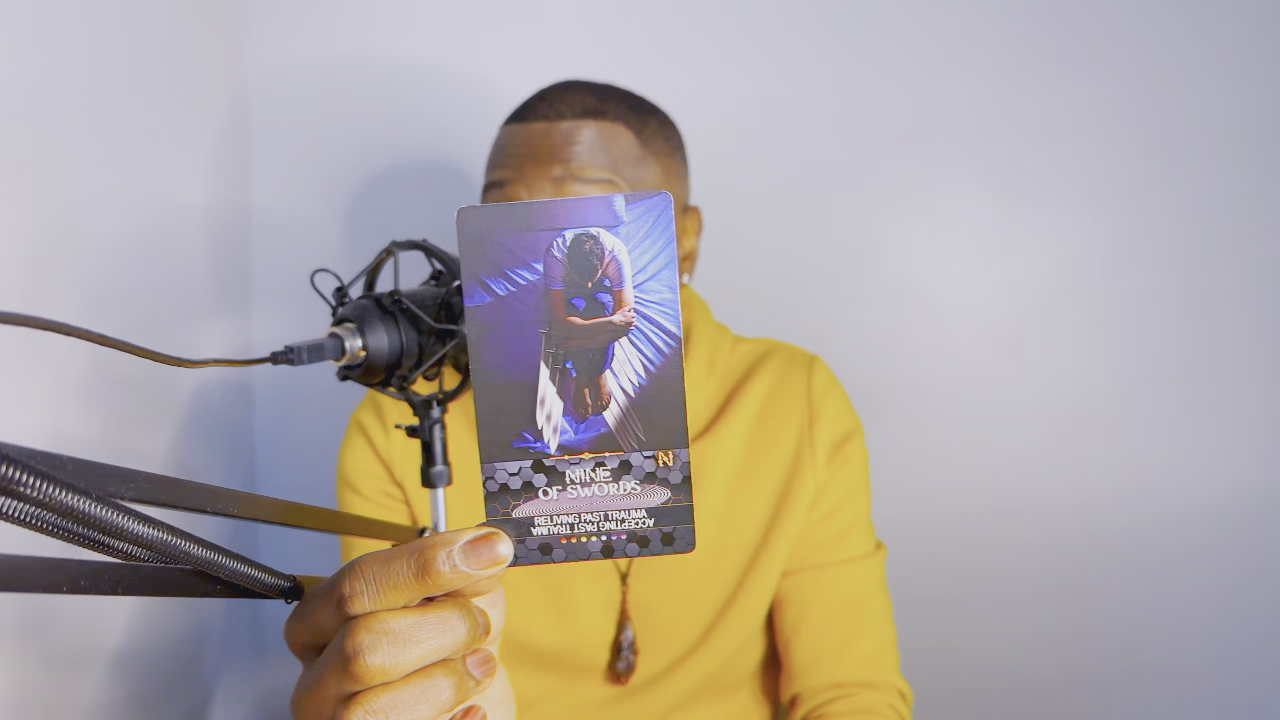 N
NINE
OF SWORDS
RELIVING PAST TRAUMA
ACCEPTING PAST TRAUMA